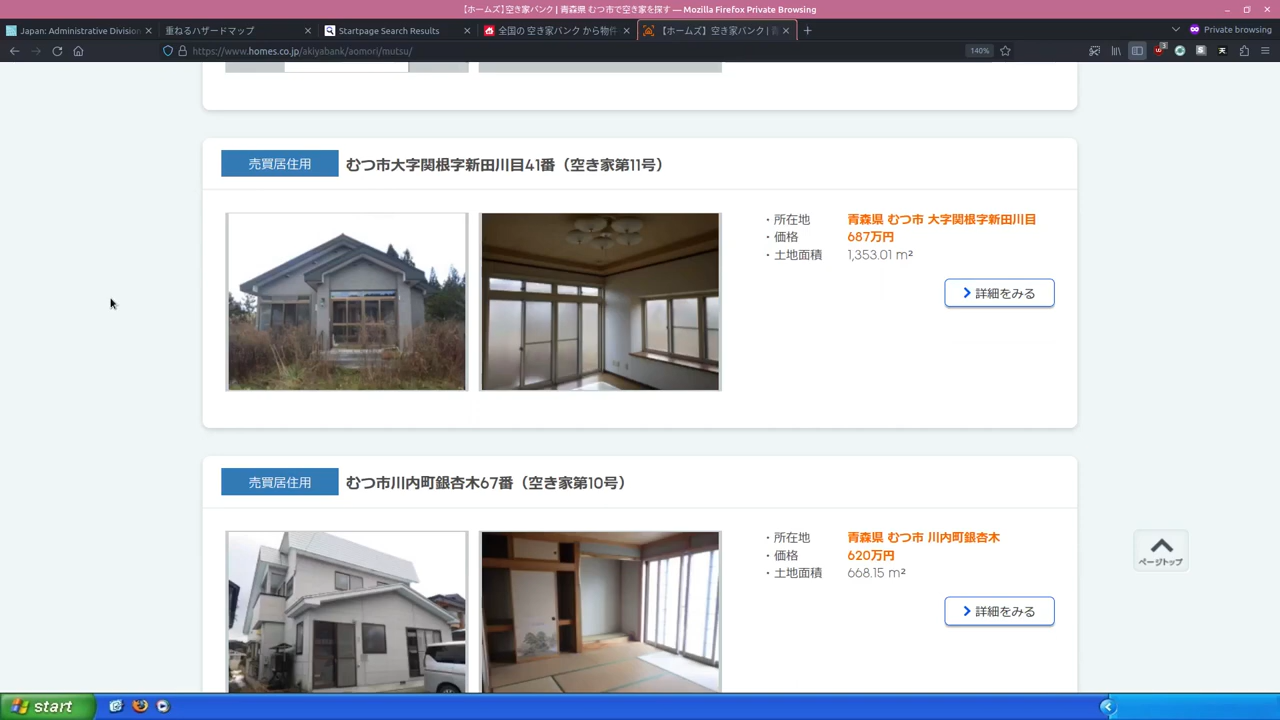 【ホームズ】空き家バンク | 青森県 むつ市で空き家を探す — Mozilla Firefox Private Browsing
Japan: Administrative Division
重ねるハザードマップ
Startpage Search Results
全国の 空き家バンク から物件
【ホームズ】空き家バンク |
Private browsing
https://www.homes.co.jp/akiyabank/aomori/mutsu/
140%
3
売買居住用
むつ市大字関根字新田川目41番（空き家第11号）
・所在地 青森県 むつ市 大字関根字新田川目
・価格 687万円
・土地面積 1,353.01 m²
詳細をみる
売買居住用
むつ市川内町銀杏木67番（空き家第10号）
・所在地 青森県 むつ市 川内町銀杏木
・価格 620万円
・土地面積 668.15 m²
詳細をみる
ページトップ
start